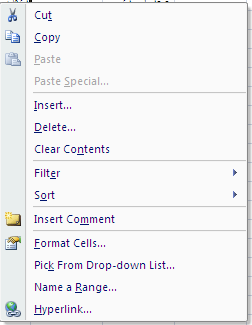 Cut
Copy
Paste
Paste Special...
Insert...
Delete...
Clear Contents
Filter
Sort
Insert Comment
Format Cells...
Pick From Drop-down List...
Name a Range...
Hyperlink...